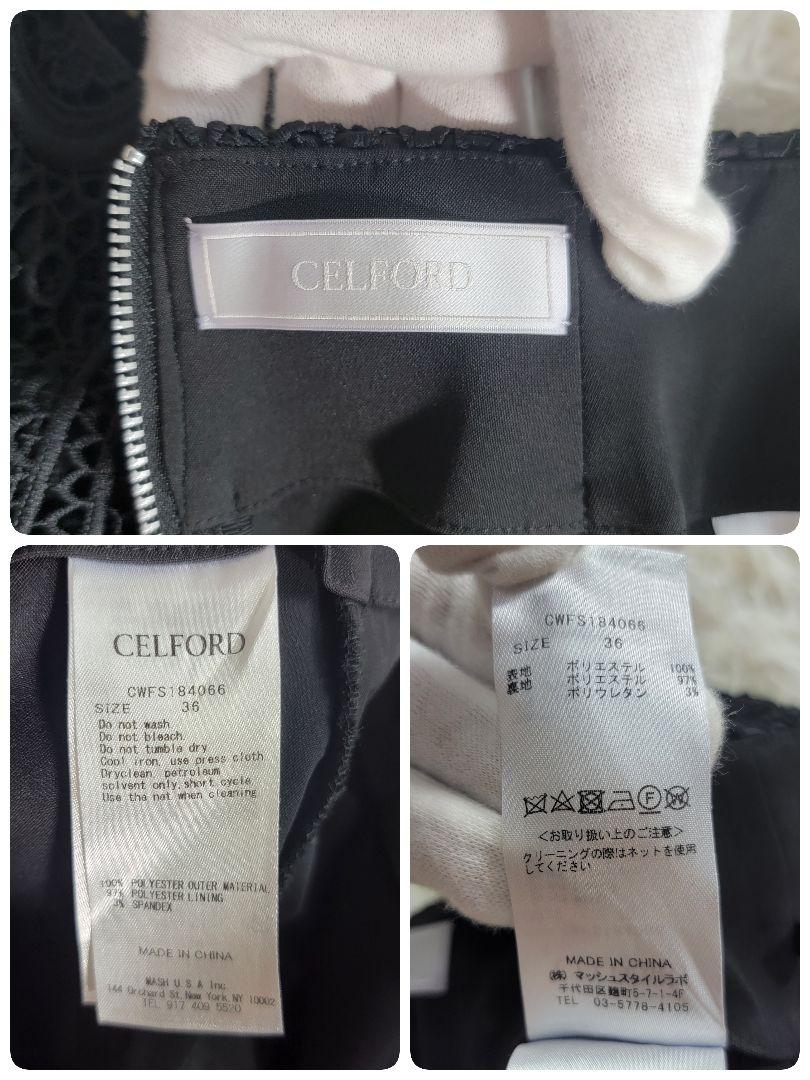 CELFORD
CELFORD
CWFS184066
SIZE 36
Do not wash
Do not bleach
Do not tumble dry
Cool iron, use press cloth
Dryclean, petroleum
solvent only, short cycle,
Use the net when cleaning
100% POLYESTER OUTER MATERIAL
97% POLYESTER LINING
3% SPANDEX
MADE IN CHINA
MASH U S A Inc
144 Orchard St, New York, NY 10002
TEL 917 409 5520
CWFS184066
SIZE 36
表地 ポリエステル 100%
裏地 ポリエステル 97%
ポリウレタン 3%
F
W
<お取り扱い上のご注意>
クリーニングの際はネットを使用
してください
MADE IN CHINA
(株) マッシュスタイルラボ
千代田区麹町5-7-1-4F
TEL 03-5778-4105